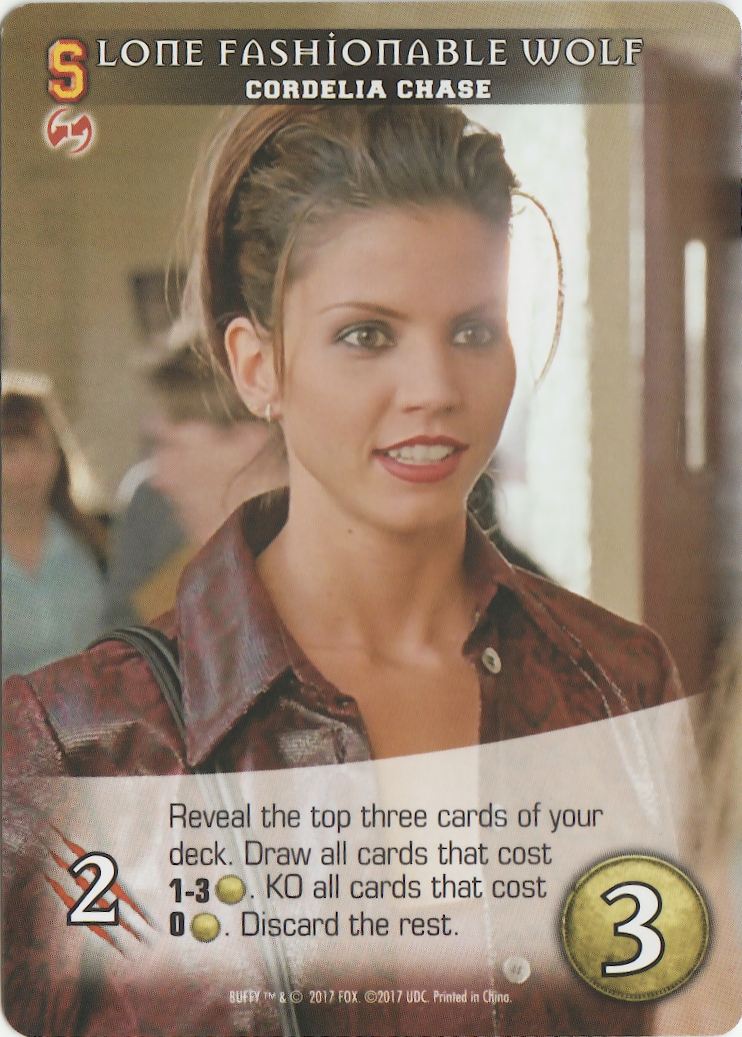 S LONE FASHIONABLE WOLF
CORDELIA CHASE
Reveal the top three cards of your
deck. Draw all cards that cost
1-3 . KO all cards that cost
0 . Discard the rest.
2
3
BUFFY ™ & © 2017 FOX. ©2017 UDC. Printed in China.